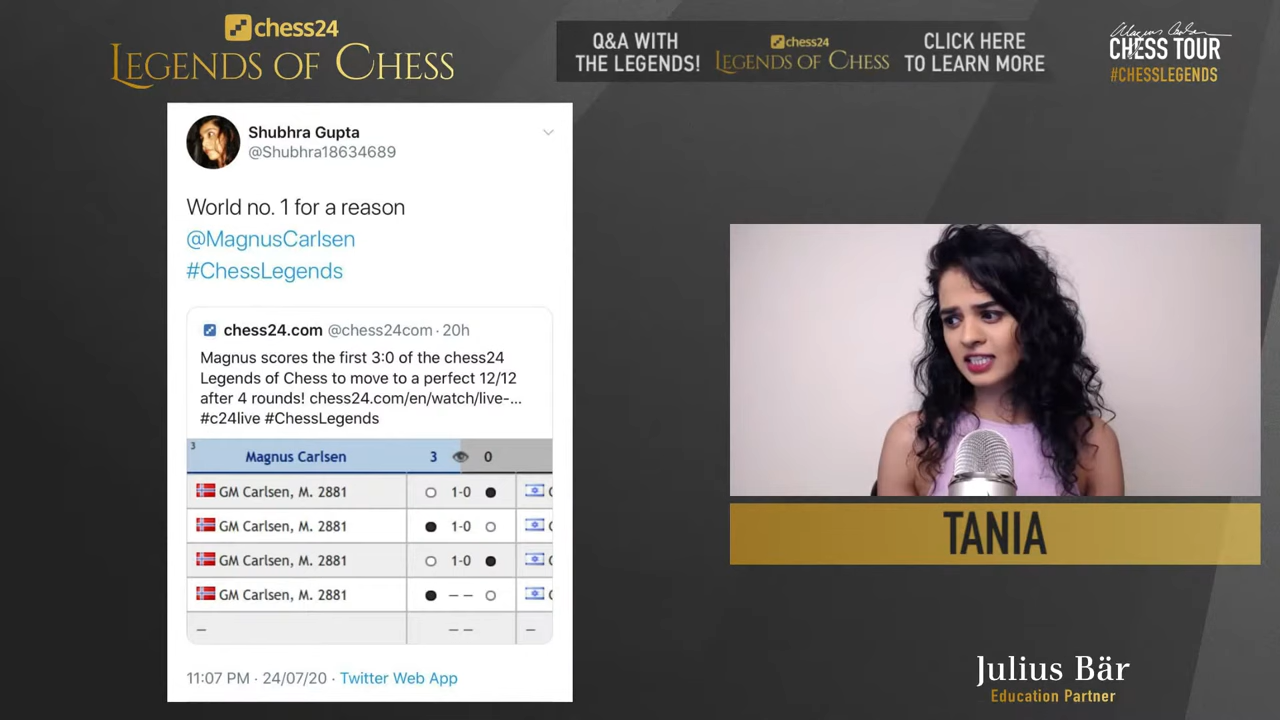 chess24
LEGENDS OF CHESS
Q&A WITH
THE LEGENDS!
chess24
LEGENDS OF CHESS
CLICK HERE
TO LEARN MORE
Magnus Carlsen
CHESS TOUR
#CHESSLEGENDS
Shubhra Gupta
@Shubhra18634689
World no. 1 for a reason
@MagnusCarlsen
#ChessLegends
chess24.com @chess24com · 20h
Magnus scores the first 3:0 of the chess24
Legends of Chess to move to a perfect 12/12
after 4 rounds! chess24.com/en/watch/live-...
#c24live #ChessLegends
3
Magnus Carlsen 3 0
GM Carlsen, M. 2881 1-0
GM Carlsen, M. 2881 1-0
GM Carlsen, M. 2881 1-0
GM Carlsen, M. 2881 – –
– – – –
11:07 PM · 24/07/20 · Twitter Web App
TANIA
Julius Bär
Education Partner